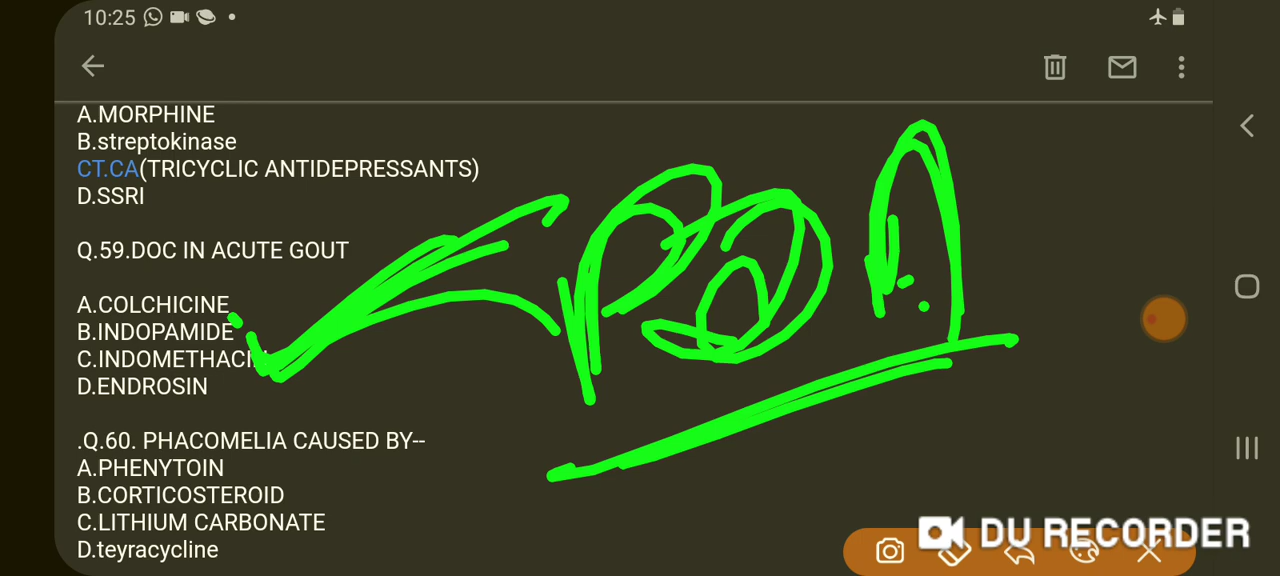 10:25
A.MORPHINE
B.streptokinase
CT.CA(TRICYCLIC ANTIDEPRESSANTS)
D.SSRI
Q.59.DOC IN ACUTE GOUT
A.COLCHICINE
B.INDOPAMIDE
C.INDOMETHACIN
D.ENDROSIN
.Q.60. PHACOMELIA CAUSED BY--
A.PHENYTOIN
B.CORTICOSTEROID
C.LITHIUM CARBONATE
D.teyracycline
DU RECORDER